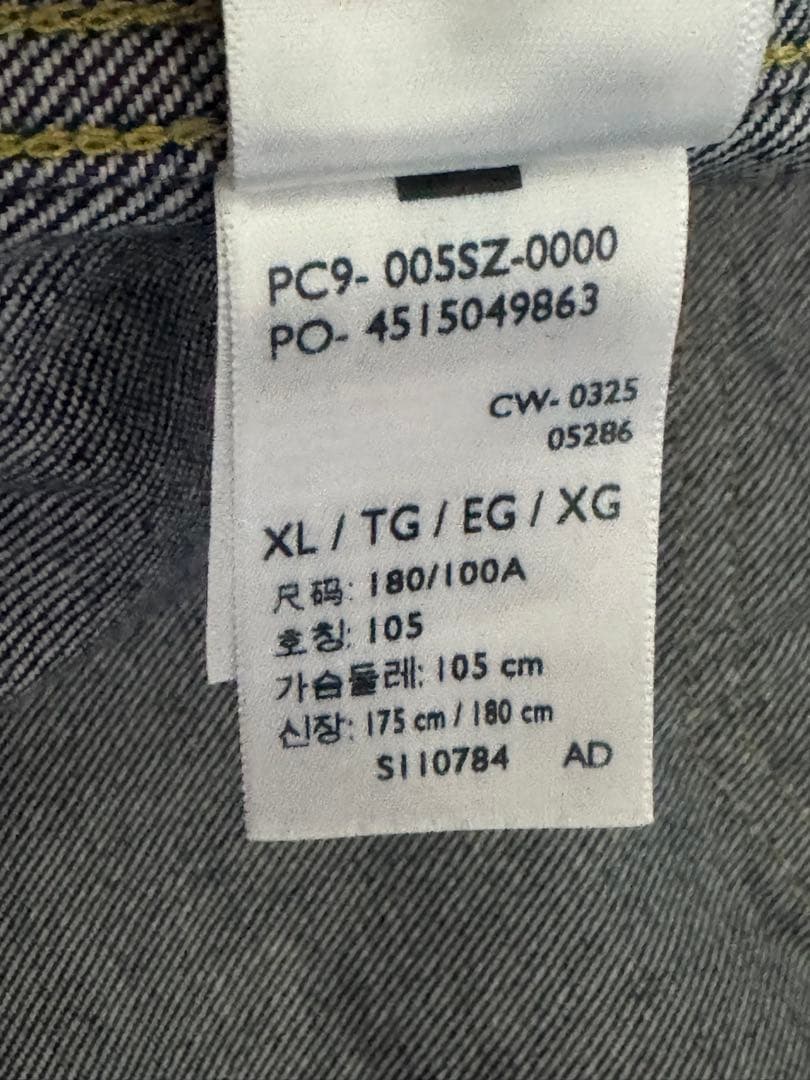 PC9- 005SZ-0000
PO- 4515049863
CW- 0325
05286
XL / TG / EG / XG
尺码: 180/100A
호칭: 105
가슴둘레: 105 cm
신장: 175 cm / 180 cm
S110784 AD